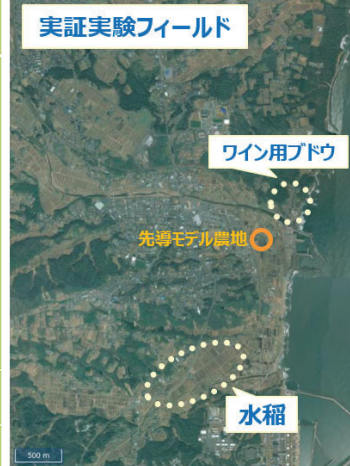 実証実験フィールド
ワイン用ブドウ
先導モデル農地
水稲
500 m